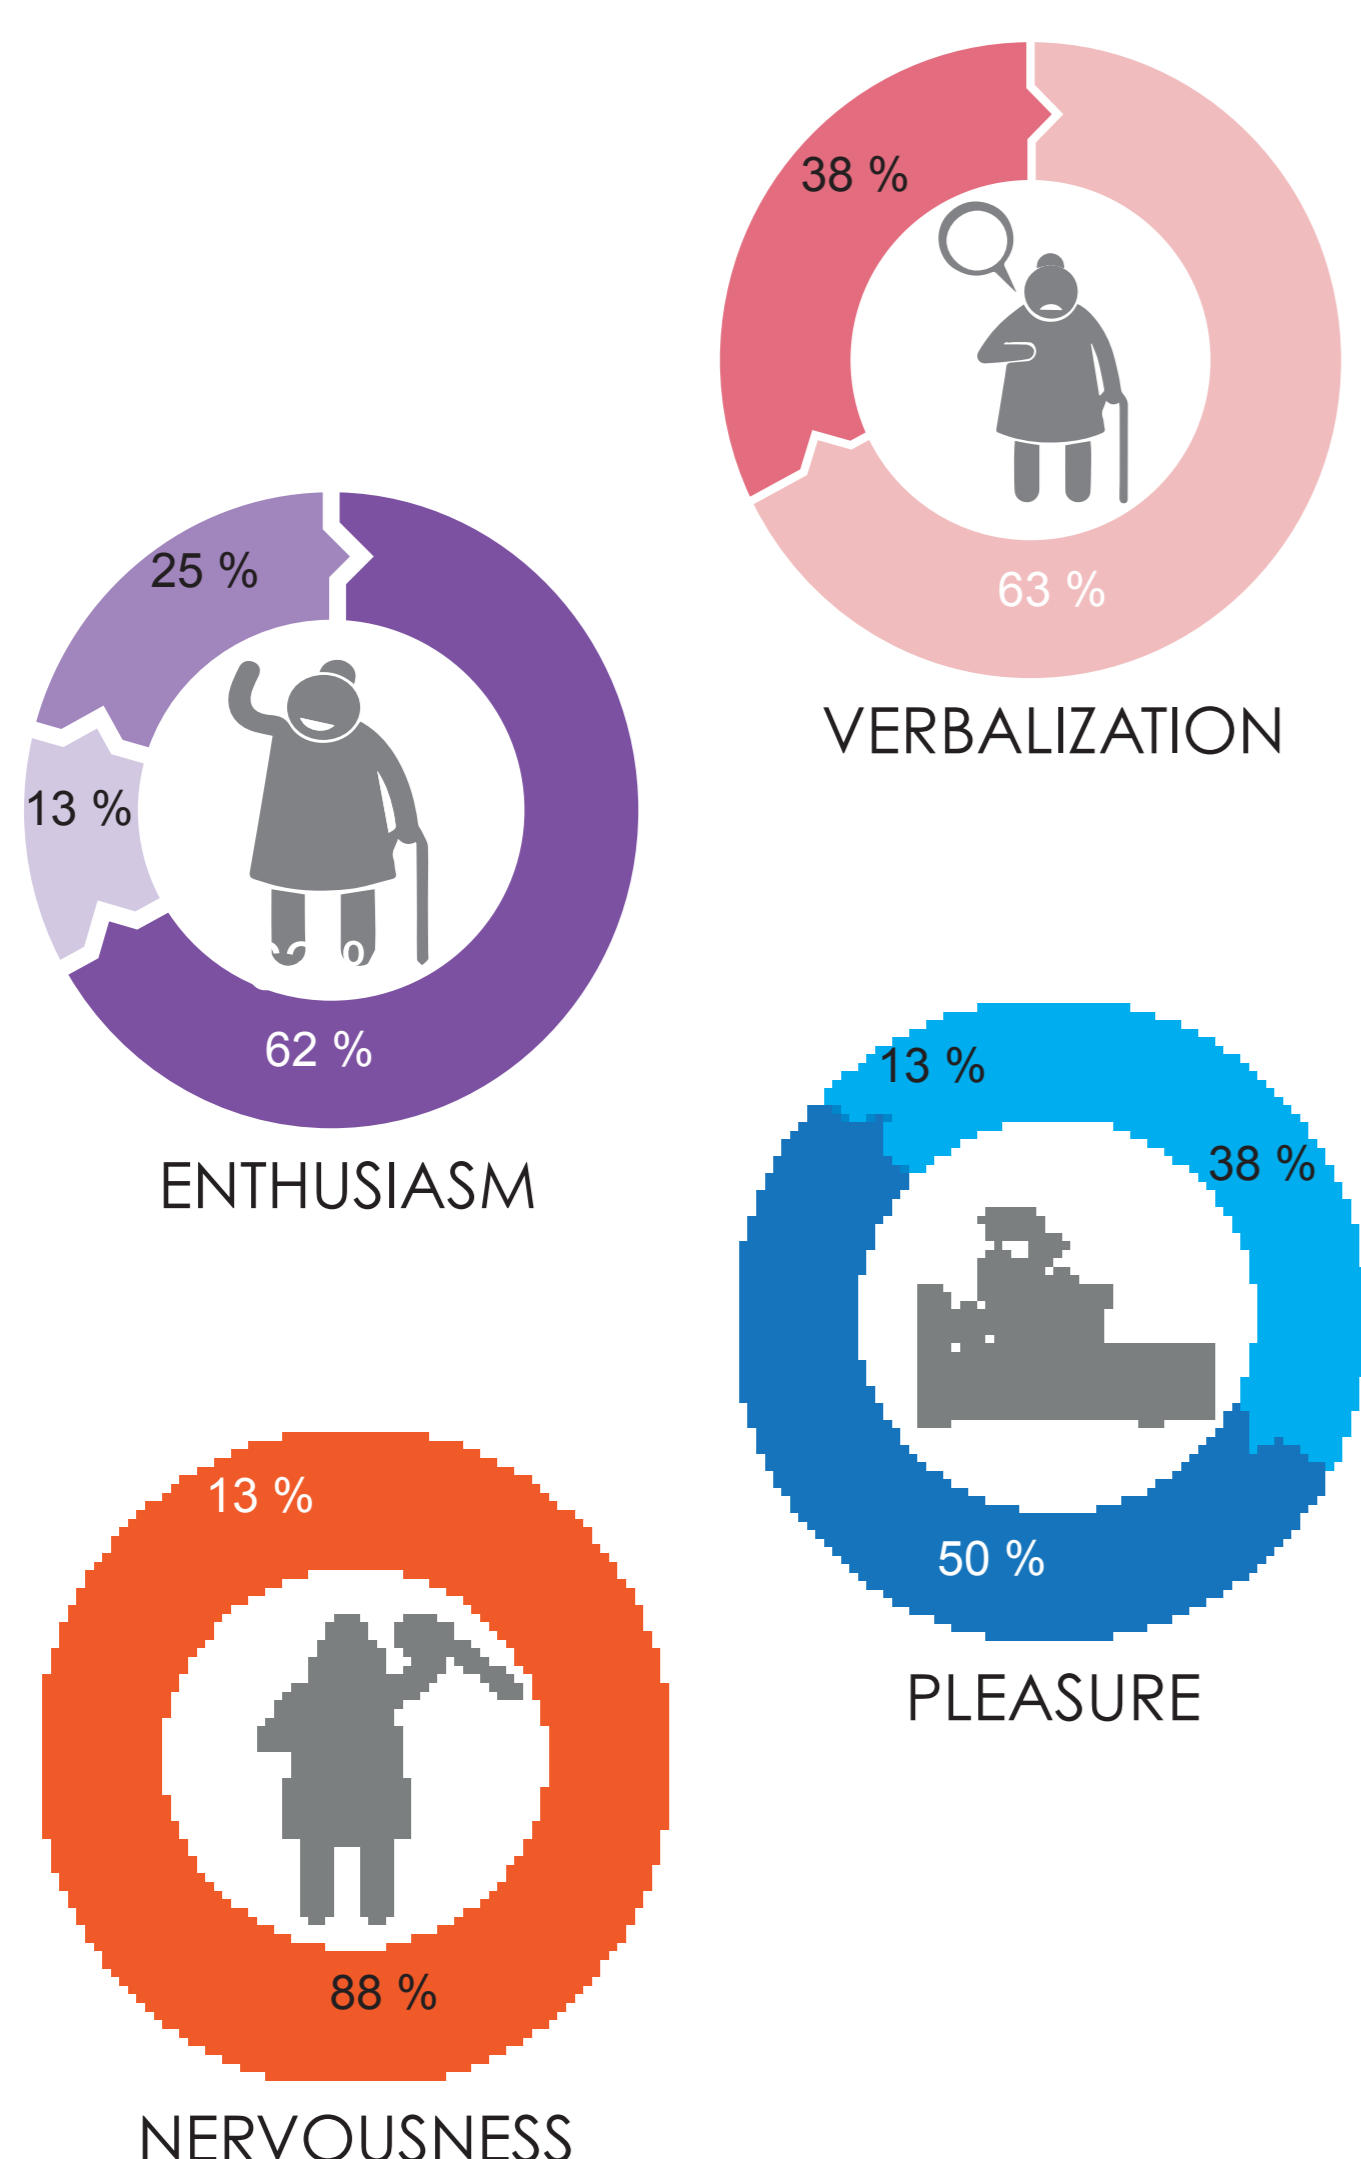 38 %
63 %
VERBALIZATION
25 %
13 %
62 %
ENTHUSIASM
13 %
38 %
50 %
PLEASURE
13 %
88 %
NERVOUSNESS